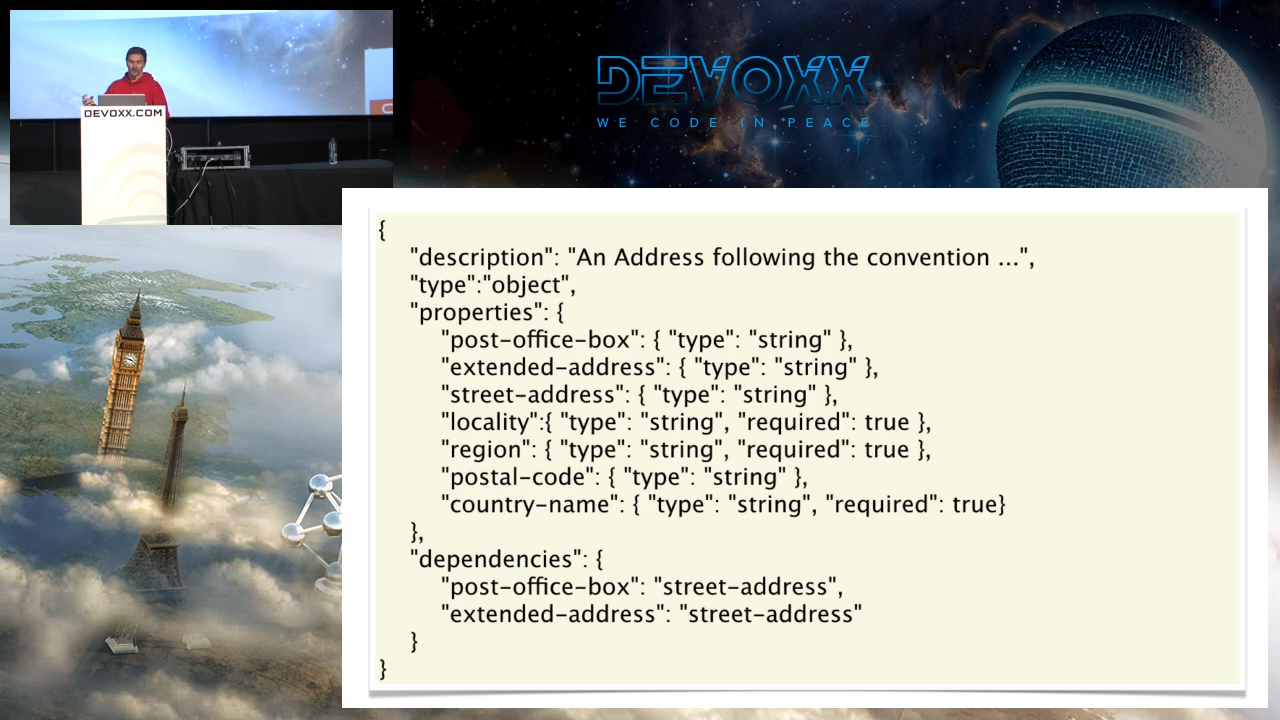 DEVOXX
WE CODE IN PEACE
DEVOXX.COM
{
"description": "An Address following the convention ...",
"type":"object",
"properties": {
"post-office-box": { "type": "string" },
"extended-address": { "type": "string" },
"street-address": { "type": "string" },
"locality":{ "type": "string", "required": true },
"region": { "type": "string", "required": true },
"postal-code": { "type": "string" },
"country-name": { "type": "string", "required": true}
},
"dependencies": {
"post-office-box": "street-address",
"extended-address": "street-address"
}
}